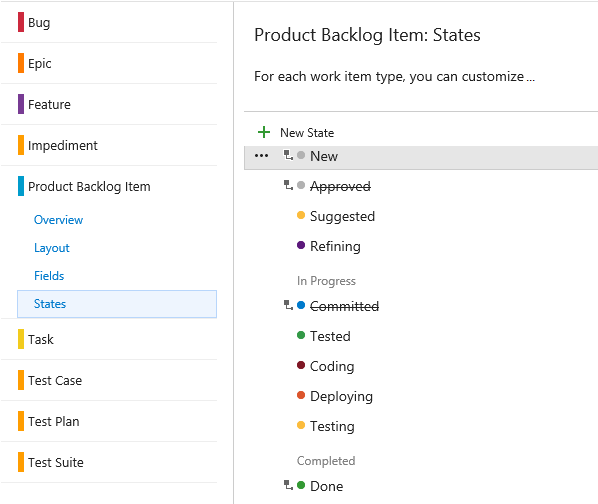 Bug
Epic
Feature
Impediment
Product Backlog Item
Overview
Layout
Fields
States
Task
Test Case
Test Plan
Test Suite
Product Backlog Item: States
For each work item type, you can customize ...
New State
New
Approved
Suggested
Refining
In Progress
Committed
Tested
Coding
Deploying
Testing
Completed
Done